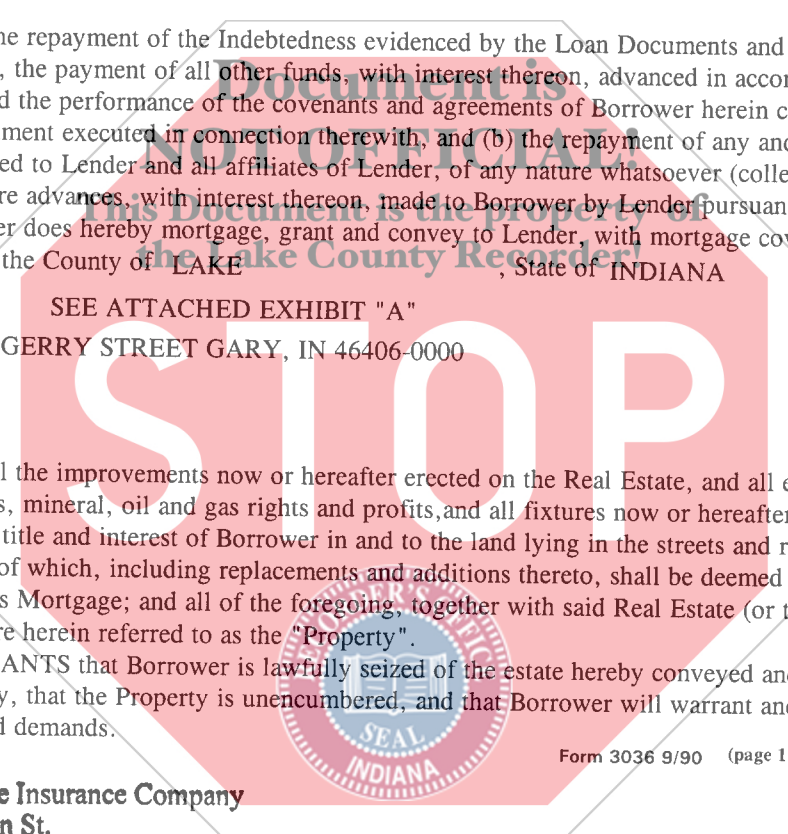 he repayment of the Indebtedness evidenced by the Loan Documents and
, the payment of all other funds, with interest thereon, advanced in accor
d the performance of the covenants and agreements of Borrower herein c
ment executed in connection therewith, and (b) the repayment of any and
ed to Lender and all affiliates of Lender, of any nature whatsoever (colle
re advances, with interest thereon, made to Borrower by Lender pursuan
er does hereby mortgage, grant and convey to Lender, with mortgage cov
the County of LAKE , State of INDIANA
SEE ATTACHED EXHIBIT "A"
GERRY STREET GARY, IN 46406-0000
l the improvements now or hereafter erected on the Real Estate, and all e
s, mineral, oil and gas rights and profits,and all fixtures now or hereafter
title and interest of Borrower in and to the land lying in the streets and r
of which, including replacements and additions thereto, shall be deemed
s Mortgage; and all of the foregoing, together with said Real Estate (or t
re herein referred to as the "Property".
ANTS that Borrower is lawfully seized of the estate hereby conveyed and
y, that the Property is unencumbered, and that Borrower will warrant and
d demands.
Form 3036 9/90 (page 1
e Insurance Company
n St.
Document is
NOT OFFICIAL!
This Document is the property of
the Lake County Recorder!
STOP
RECORDER'S OFFICE
SEAL
INDIANA